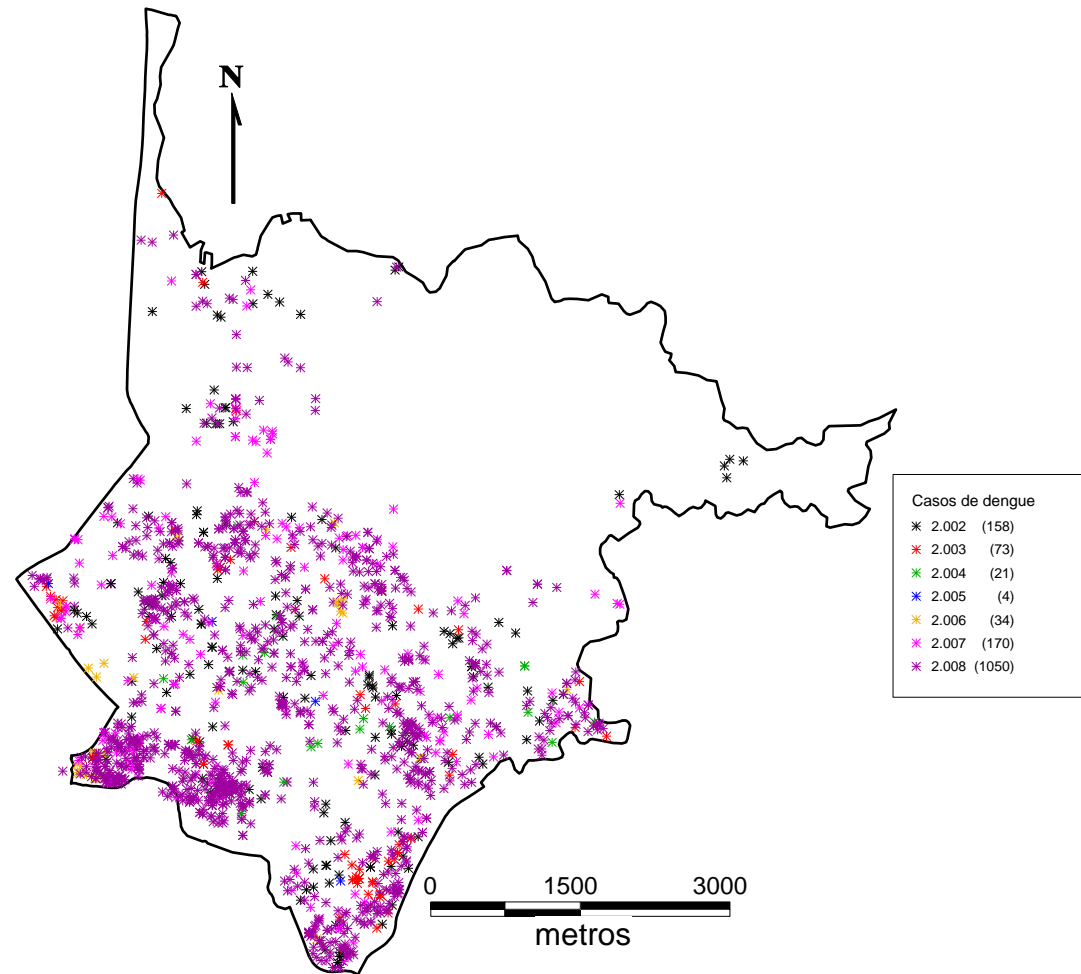 N
Casos de dengue
2.002 (158)
2.003 (73)
2.004 (21)
2.005 (4)
2.006 (34)
2.007 (170)
2.008 (1050)
0 1500 3000
metros